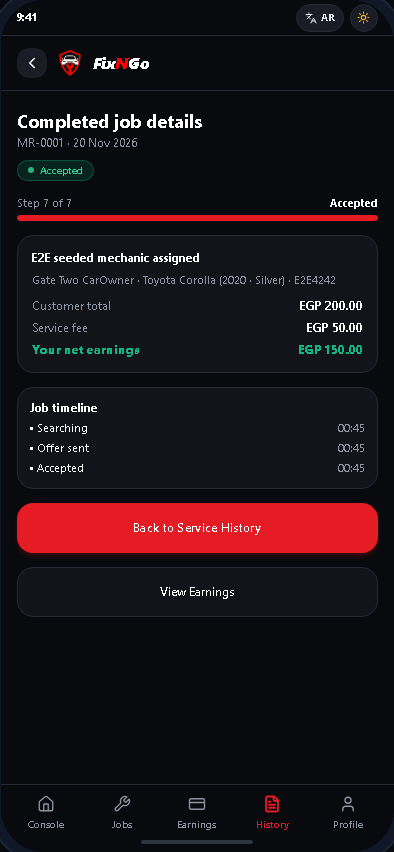 9:41
AR
FixNGo
Completed job details
MR-0001 · 20 Nov 2026
Accepted
Step 7 of 7 Accepted
E2E seeded mechanic assigned
Gate Two CarOwner · Toyota Corolla (2020 · Silver) · E2E4242
Customer total EGP 200.00
Service fee EGP 50.00
Your net earnings EGP 150.00
Job timeline
• Searching 00:45
• Offer sent 00:45
• Accepted 00:45
Back to Service History
View Earnings
Console Jobs Earnings History Profile